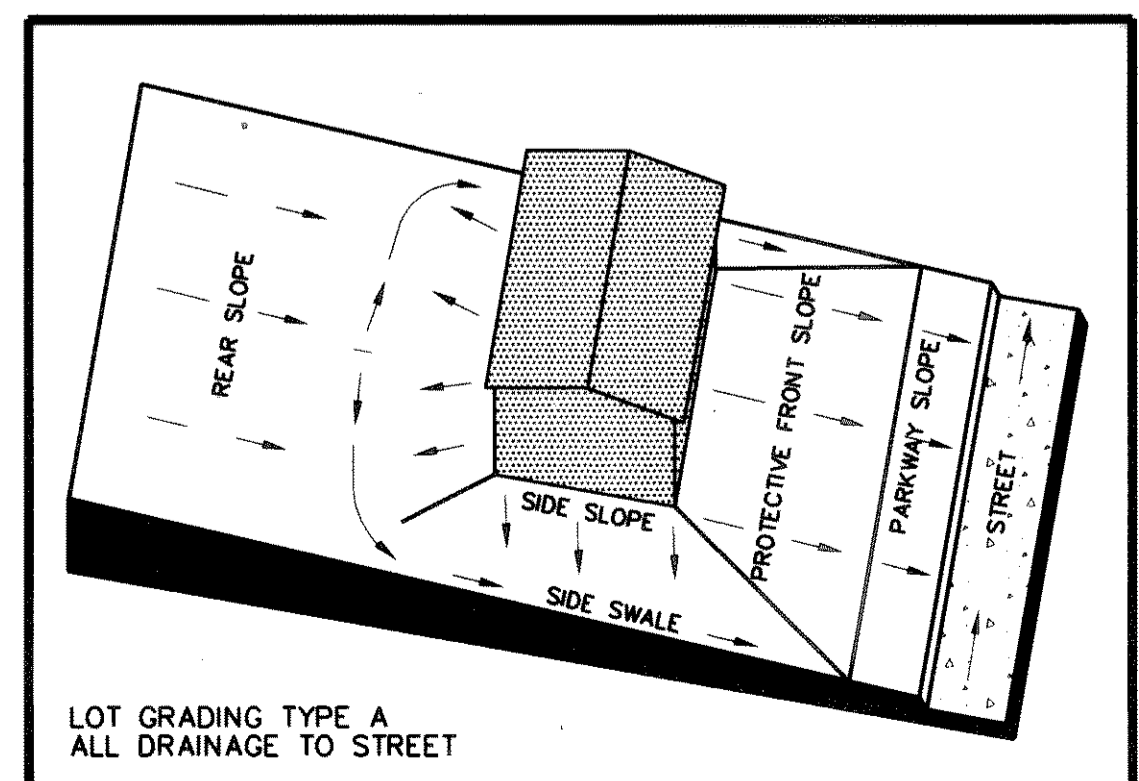 REAR SLOPE
SIDE SLOPE
SIDE SWALE
PROTECTIVE FRONT SLOPE
PARKWAY SLOPE
STREET
LOT GRADING TYPE A
ALL DRAINAGE TO STREET